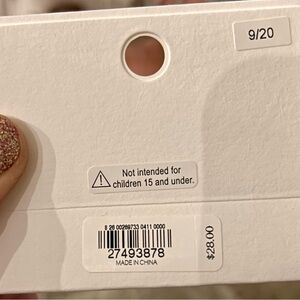 9/20
Not intended for
children 15 and under.
8 26 00289733 0411 0000
27493878
MADE IN CHINA
$28.00